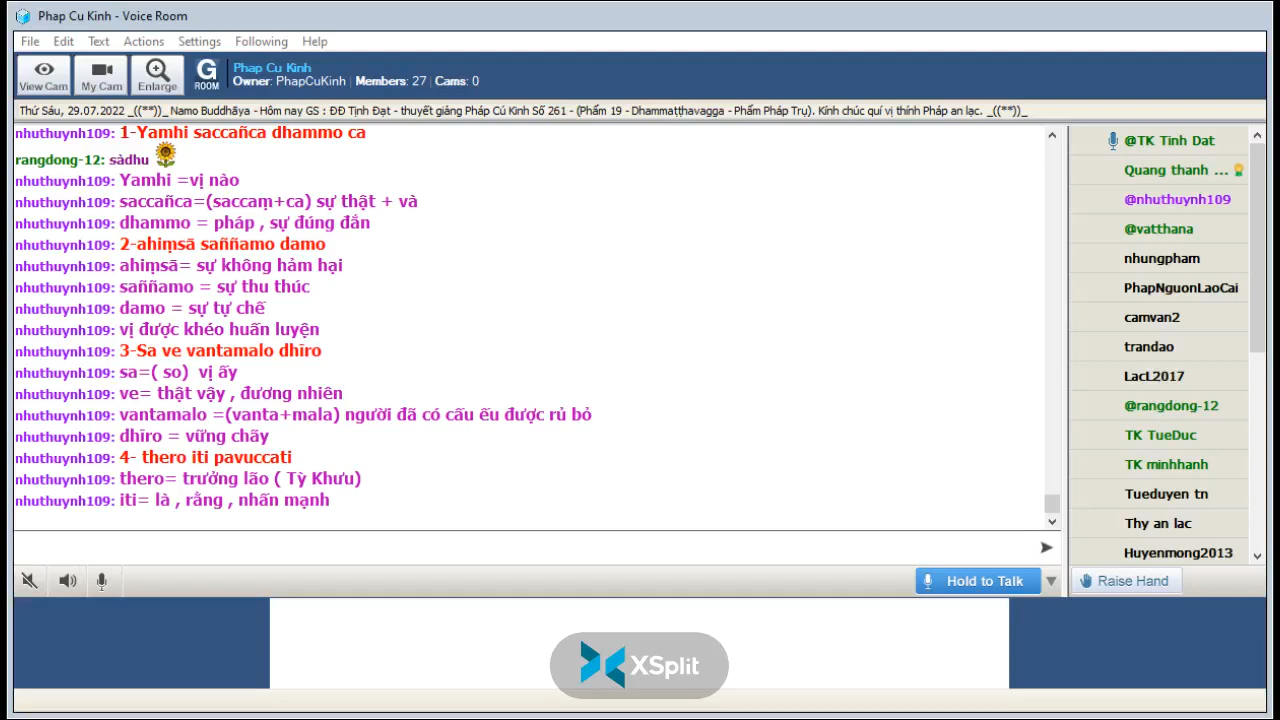 Phap Cu Kinh - Voice Room
File Edit Text Actions Settings Following Help
View Cam
My Cam
Enlarge
G ROOM
Phap Cu Kinh
Owner: PhapCuKinh | Members: 27 | Cams: 0
Thứ Sáu, 29.07.2022 _((**))_ Namo Buddhāya - Hôm nay GS : ĐĐ Tịnh Đạt - thuyết giảng Pháp Cú Kinh Số 261 - (Phẩm 19 - Dhammaṭṭhavagga - Phẩm Pháp Trụ). Kính chúc quí vị thính Pháp an lạc. _((**))_
nhuthuynh109: 1-Yamhi saccañca dhammo ca
rangdong-12: sàdhu
nhuthuynh109: Yamhi =vị nào
nhuthuynh109: saccañca=(saccaṃ+ca) sự thật + và
nhuthuynh109: dhammo = pháp , sự đúng đắn
nhuthuynh109: 2-ahiṃsā saññamo damo
nhuthuynh109: ahiṃsā= sự không hảm hại
nhuthuynh109: saññamo = sự thu thúc
nhuthuynh109: damo = sự tự chế
nhuthuynh109: vị được khéo huấn luyện
nhuthuynh109: 3-Sa ve vantamalo dhīro
nhuthuynh109: sa=( so) vị ấy
nhuthuynh109: ve= thật vậy , đương nhiên
nhuthuynh109: vantamalo =(vanta+mala) người đã có cấu ếu được rủ bỏ
nhuthuynh109: dhīro = vững chãy
nhuthuynh109: 4- thero iti pavuccati
nhuthuynh109: thero= trưởng lão ( Tỳ Khưu)
nhuthuynh109: iti= là , rằng , nhấn mạnh
@TK Tinh Dat
Quang thanh ...
@nhuthuynh109
@vatthana
nhungpham
PhapNguonLaoCai
camvan2
trandao
LacL2017
@rangdong-12
TK TueDuc
TK minhhanh
Tueduyen tn
Thy an lac
Huyenmong2013
Hold to Talk
Raise Hand
XSplit